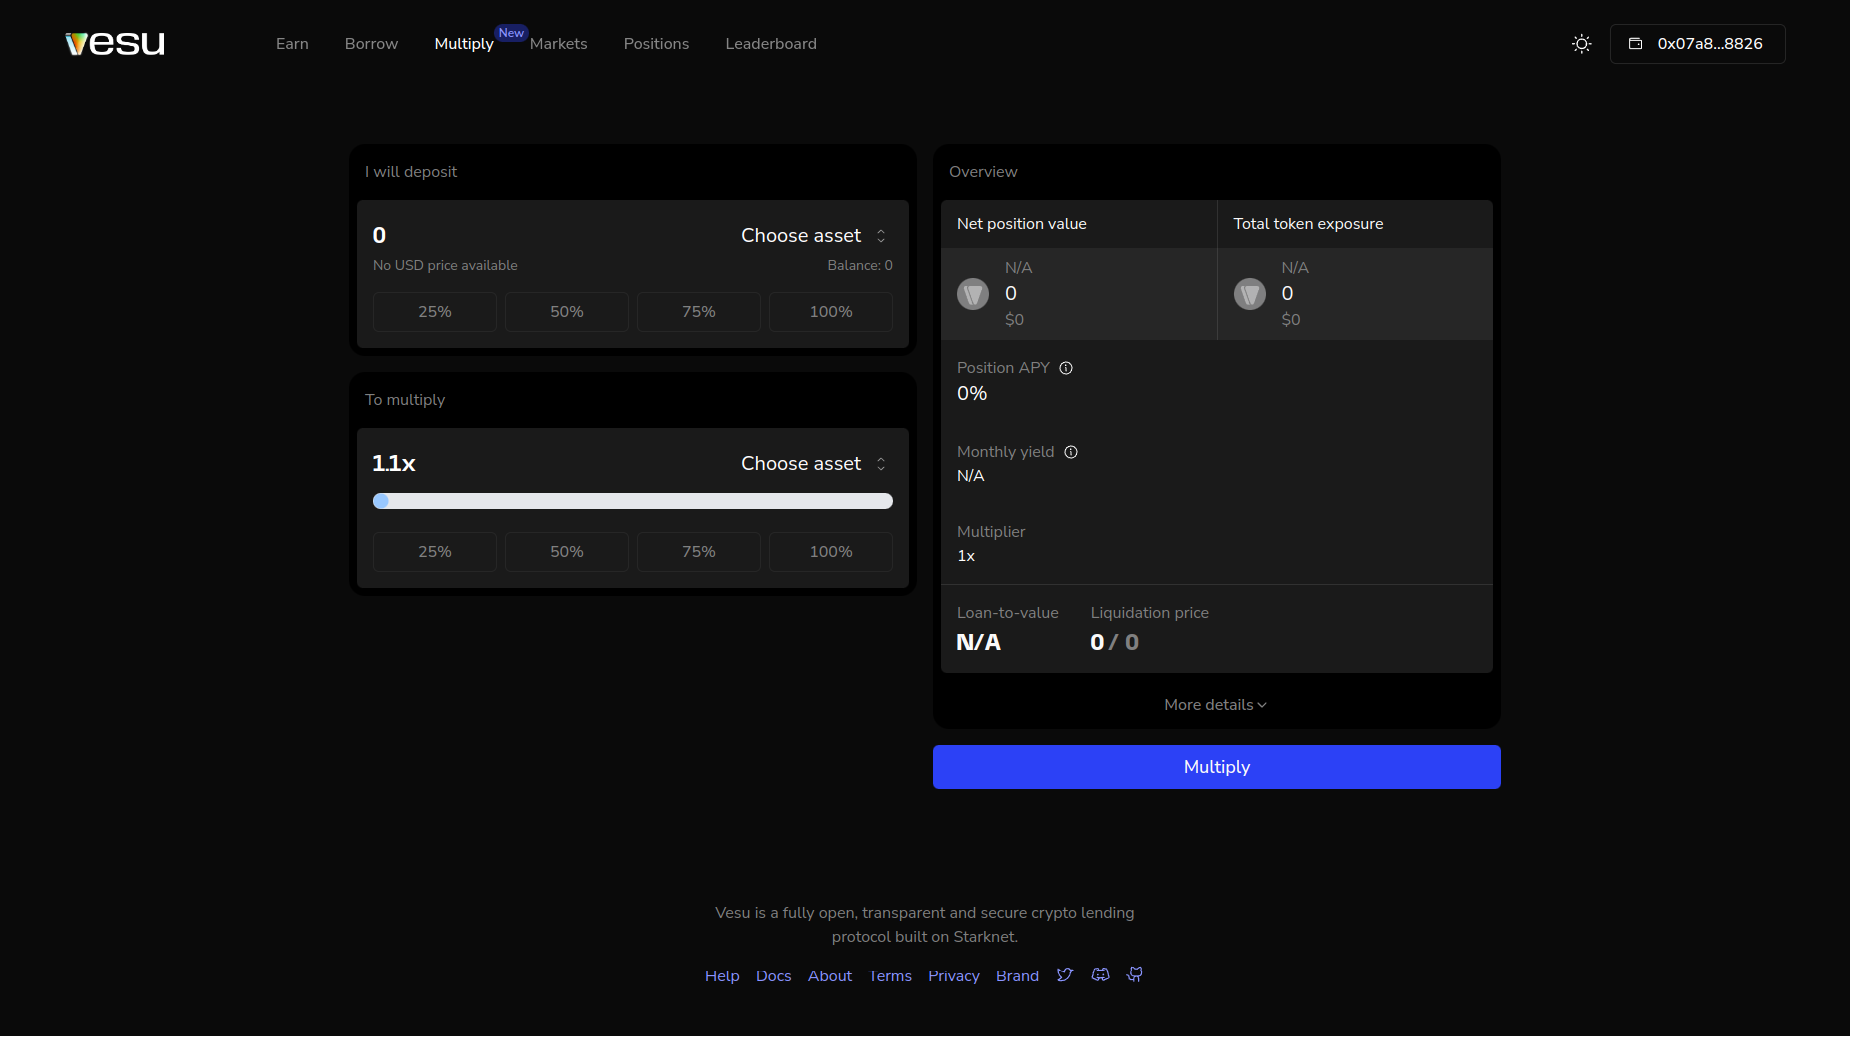 vesu
Earn
Borrow
Multiply
New
Markets
Positions
Leaderboard
0x07a8...8826
I will deposit
0
Choose asset
No USD price available
Balance: 0
25%
50%
75%
100%
To multiply
1.1x
Choose asset
25%
50%
75%
100%
Overview
Net position value
Total token exposure
N/A
0
$0
N/A
0
$0
Position APY
0%
Monthly yield
N/A
Multiplier
1x
Loan-to-value
N/A
Liquidation price
0 / 0
More details
Multiply
Vesu is a fully open, transparent and secure crypto lending
protocol built on Starknet.
Help
Docs
About
Terms
Privacy
Brand